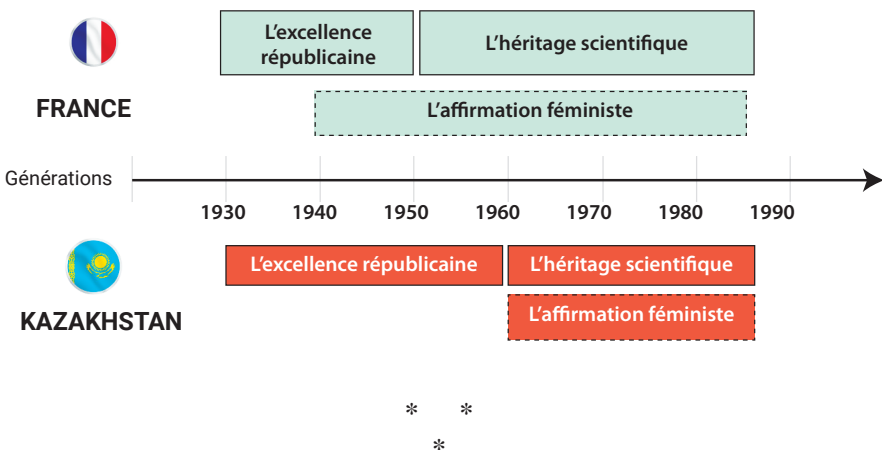 L'excellence
républicaine
L'héritage scientifique
FRANCE
L'affirmation féministe
Générations
1930 1940 1950 1960 1970 1980 1990
L'excellence républicaine
L'héritage scientifique
L'affirmation féministe
KAZAKHSTAN
* *
*